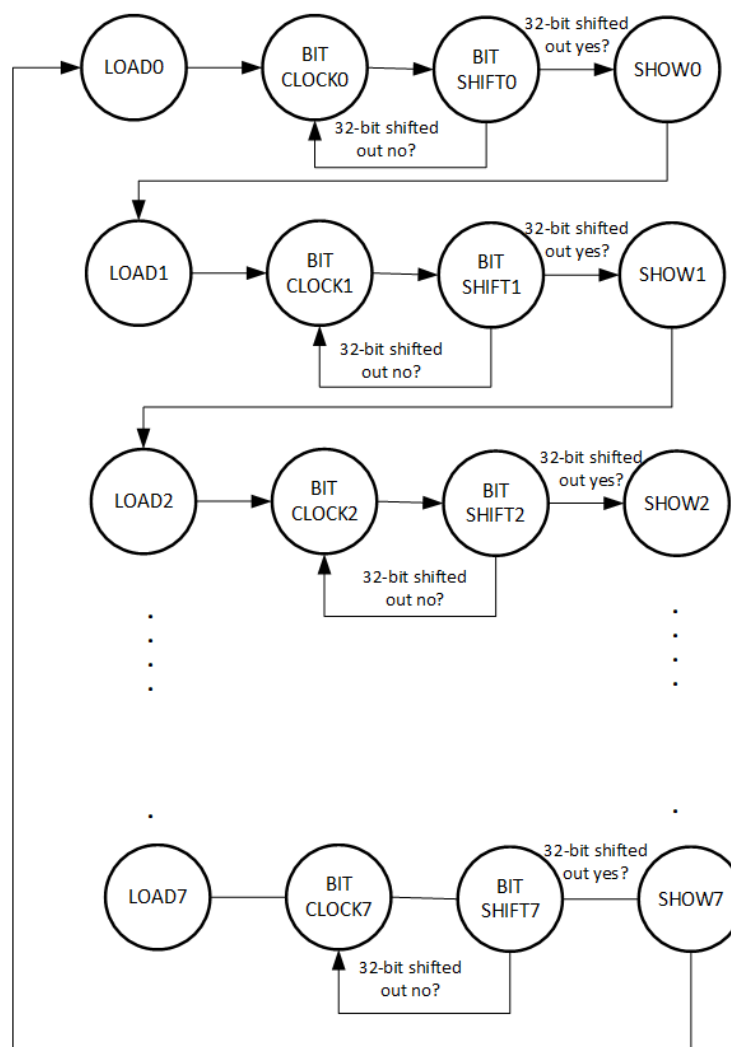 LOAD0
BIT
CLOCK0
BIT
SHIFT0
32-bit shifted
out yes?
SHOW0
32-bit shifted
out no?
LOAD1
BIT
CLOCK1
BIT
SHIFT1
32-bit shifted
out yes?
SHOW1
32-bit shifted
out no?
LOAD2
BIT
CLOCK2
BIT
SHIFT2
32-bit shifted
out yes?
SHOW2
32-bit shifted
out no?
LOAD7
BIT
CLOCK7
BIT
SHIFT7
32-bit shifted
out yes?
SHOW7
32-bit shifted
out no?